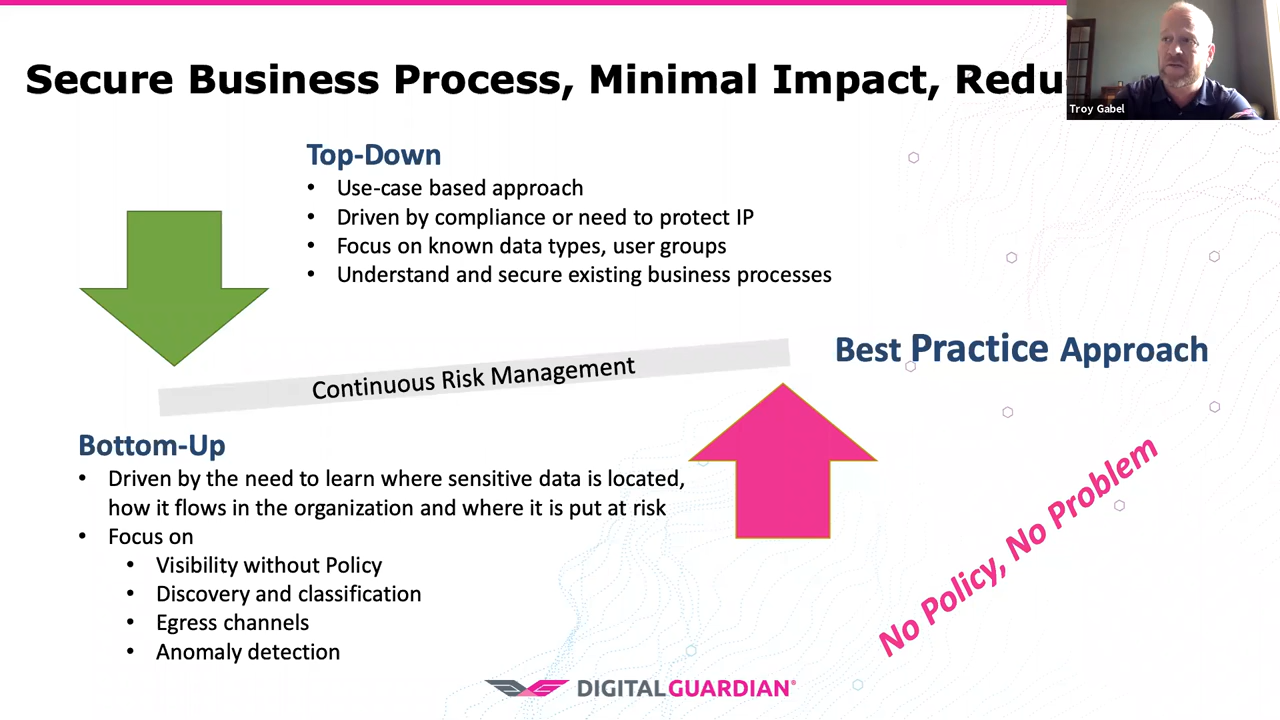 Secure Business Process, Minimal Impact,
Troy Gabel
Top-Down
• Use-case based approach
• Driven by compliance or need to protect IP
• Focus on known data types, user groups
• Understand and secure existing business processes
Best Practice Approach
Continuous Risk Management
Bottom-Up
• Driven by the need to learn where sensitive data is located,
how it flows in the organization and where it is put at risk
• Focus on
• Visibility without Policy
• Discovery and classification
• Egress channels
• Anomaly detection
No Policy, No Problem
DIGITALGUARDIAN®